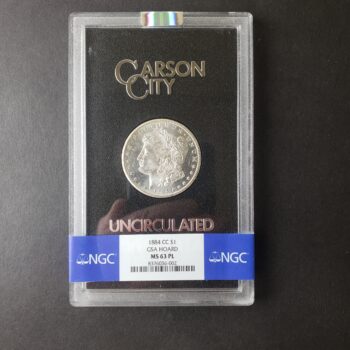 CARSON
CITY
UNCIRCULATED
1884 CC $1
GSA HOARD
NGC MS 63 PL NGC